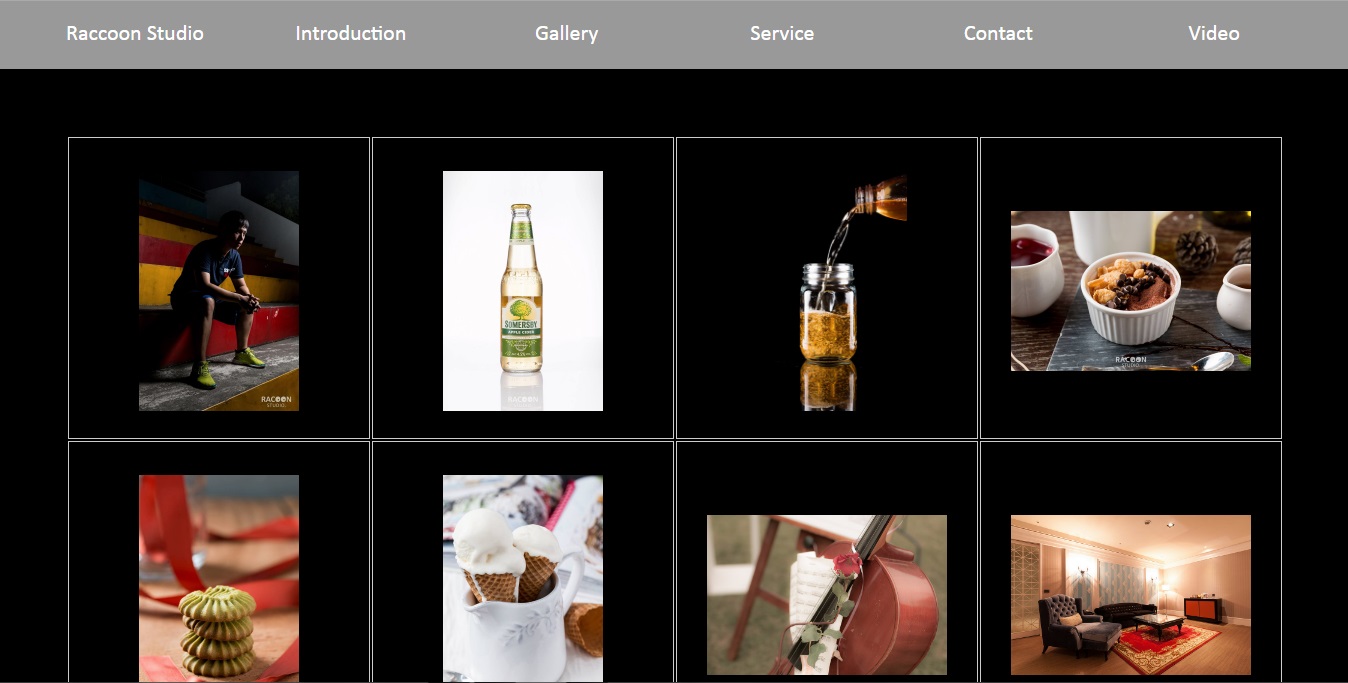 Raccoon Studio Introduction Gallery Service Contact Video
RACOON
STUDIO.
SOMERSBY
APPLE CIDER
RACOON
RACOON
STUDIO.